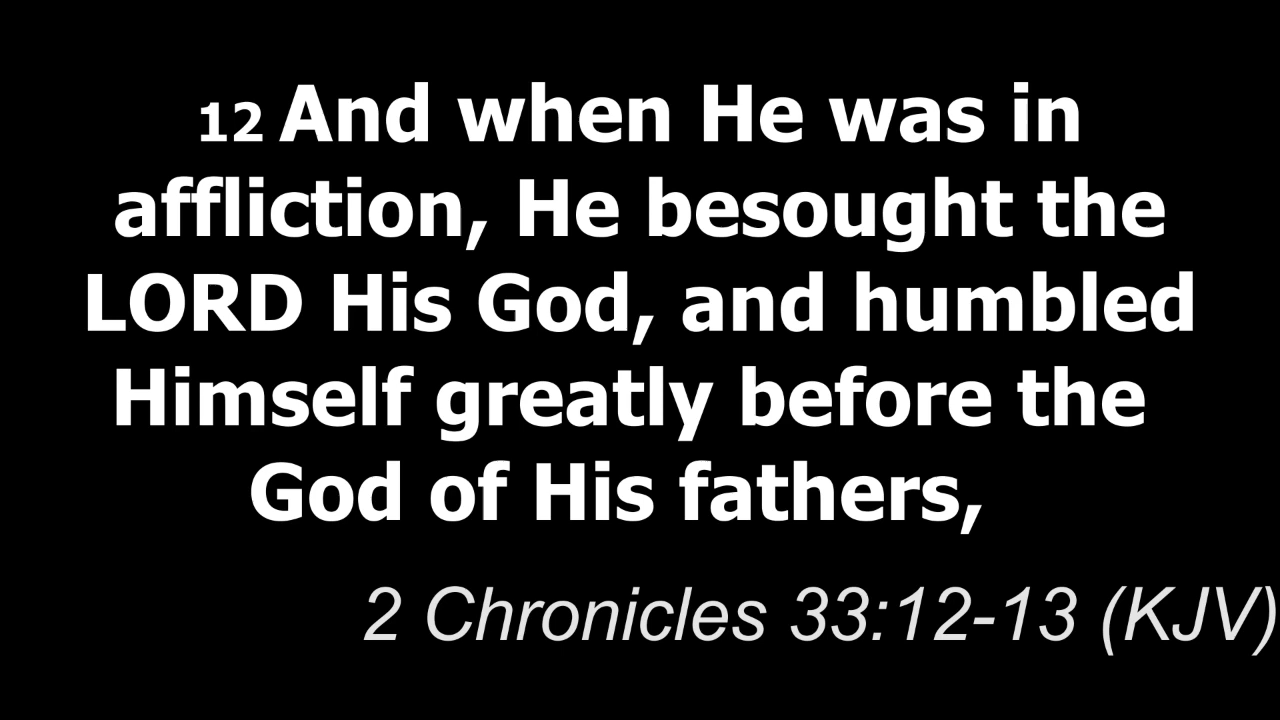 12 And when He was in
affliction, He besought the
LORD His God, and humbled
Himself greatly before the
God of His fathers,
2 Chronicles 33:12-13 (KJV)